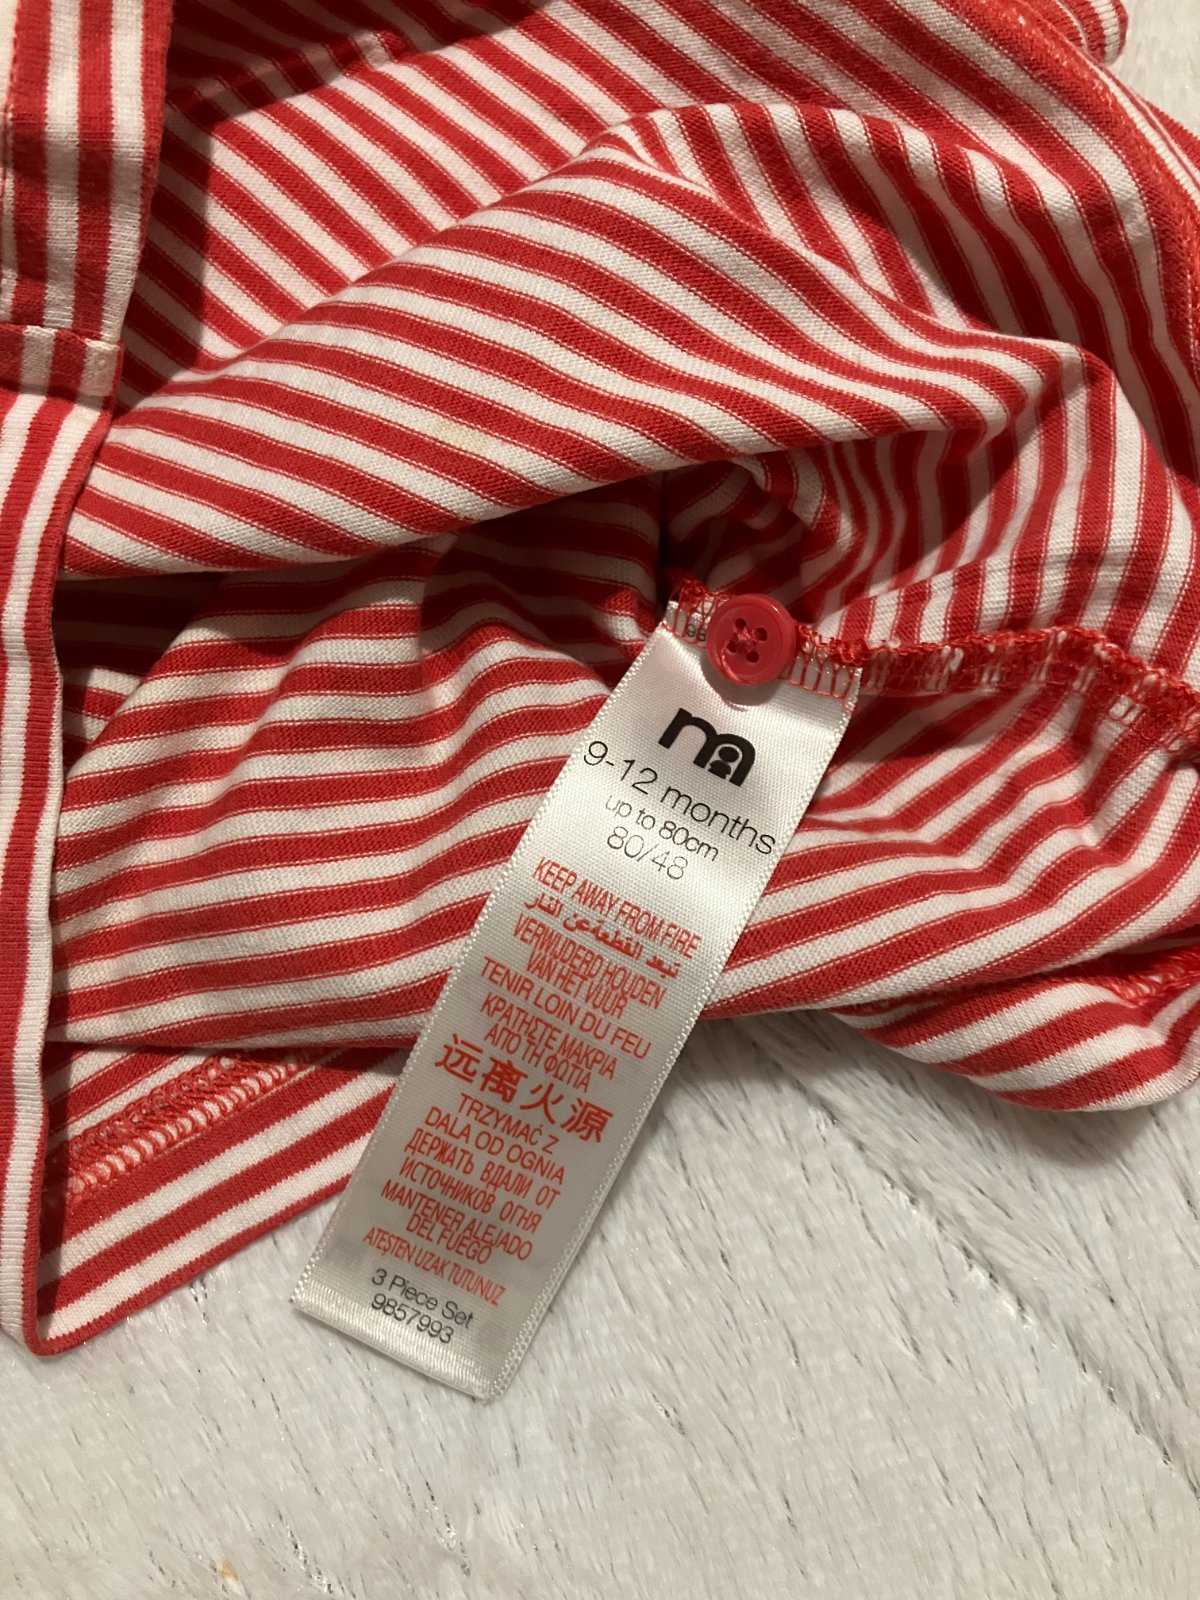 98
m
9-12 months
up to 80cm
80/48
KEEP AWAY FROM FIRE
تبعد القطعة عن النار
VERWIJDERD HOUDEN
VAN HET VUUR
TENIR LOIN DU FEU
ΚΡΑΤΗΣΤΕ ΜΑΚΡΙΑ
ΑΠΟ ΤΗ ΦΩΤΙΑ
远离火源
TRZYMAĆ Z
DALA OD OGNIA
ДЕРЖАТЬ ВДАЛИ ОТ
ИСТОЧНИКОВ ОГНЯ
MANTENER ALEJADO
DEL FUEGO
ATEŞTEN UZAK TUTUNUZ
3 Piece Set
9857993